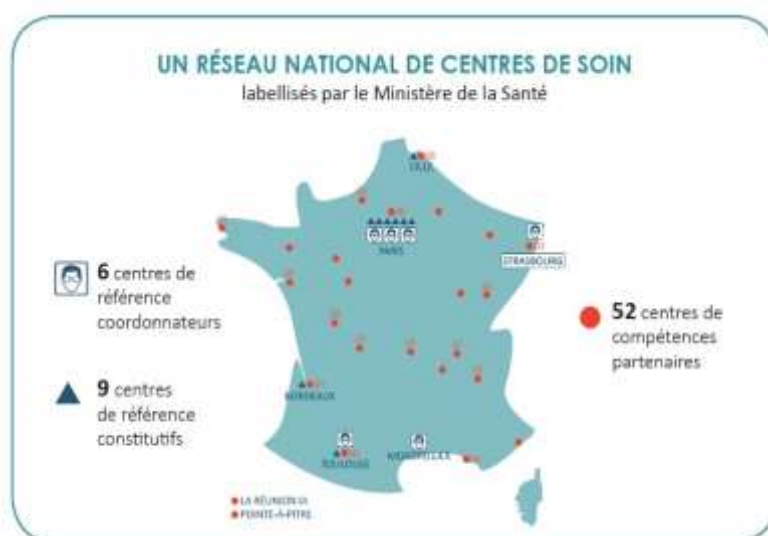 UN RÉSEAU NATIONAL DE CENTRES DE SOIN
labellisés par le Ministère de la Santé
LILLE
PARIS
STRASBOURG
6 centres de
référence
coordonnateurs
52 centres de
compétences
partenaires
9 centres
de référence
constitutifs
BORDEAUX
TOULOUSE
MONTPELLIER
LA RÉUNION
POINTE-À-PITRE